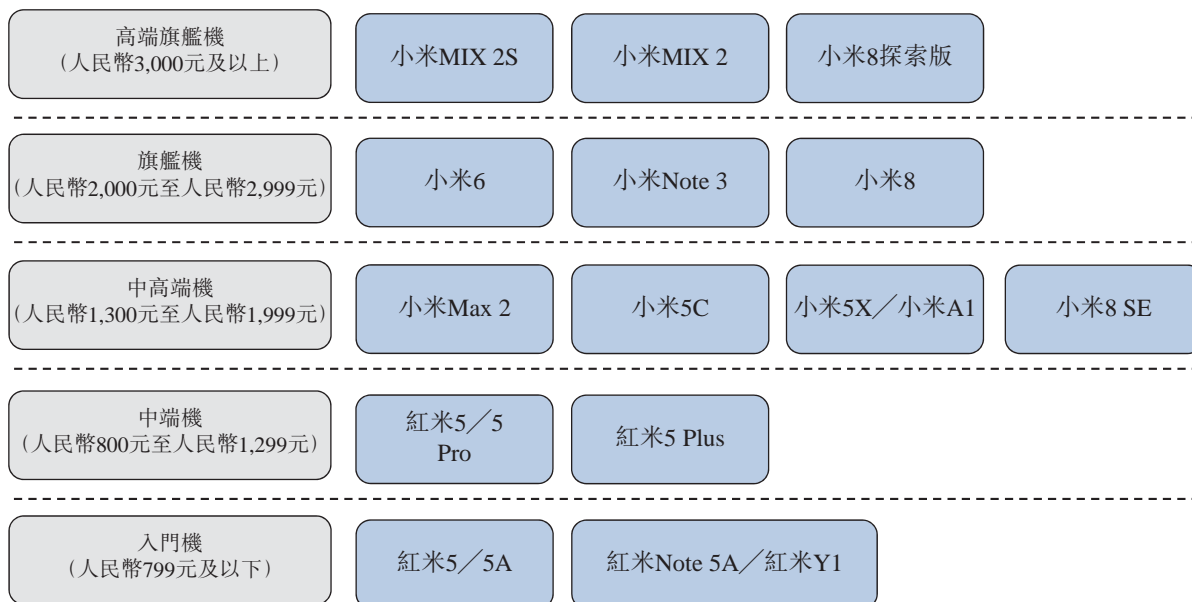 高端旗艦機
(人民幣3,000元及以上)
小米MIX 2S
小米MIX 2
小米8探索版
旗艦機
(人民幣2,000元至人民幣2,999元)
小米6
小米Note 3
小米8
中高端機
(人民幣1,300元至人民幣1,999元)
小米Max 2
小米5C
小米5X／小米A1
小米8 SE
中端機
(人民幣800元至人民幣1,299元)
紅米5／5
Pro
紅米5 Plus
入門機
(人民幣799元及以下)
紅米5／5A
紅米Note 5A／紅米Y1